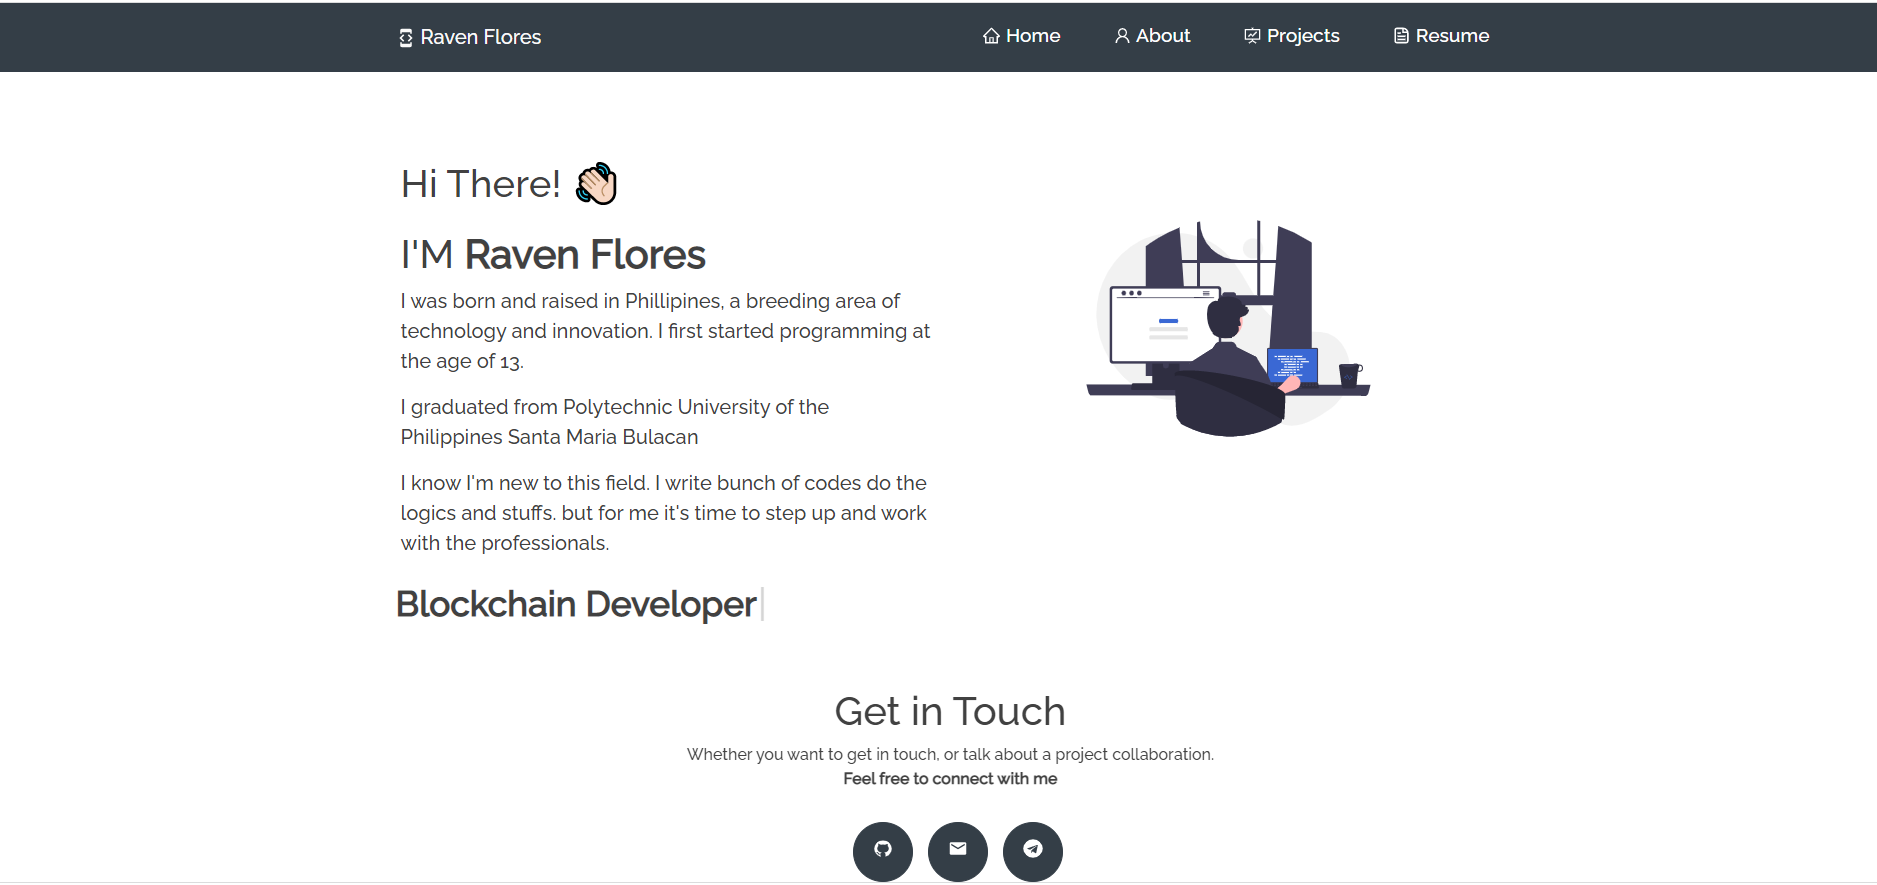 Raven Flores
Home
About
Projects
Resume
Hi There!
I'M Raven Flores
I was born and raised in Phillipines, a breeding area of
technology and innovation. I first started programming at
the age of 13.
I graduated from Polytechnic University of the
Philippines Santa Maria Bulacan
I know I'm new to this field. I write bunch of codes do the
logics and stuffs. but for me it's time to step up and work
with the professionals.
Blockchain Developer
Get in Touch
Whether you want to get in touch, or talk about a project collaboration.
Feel free to connect with me